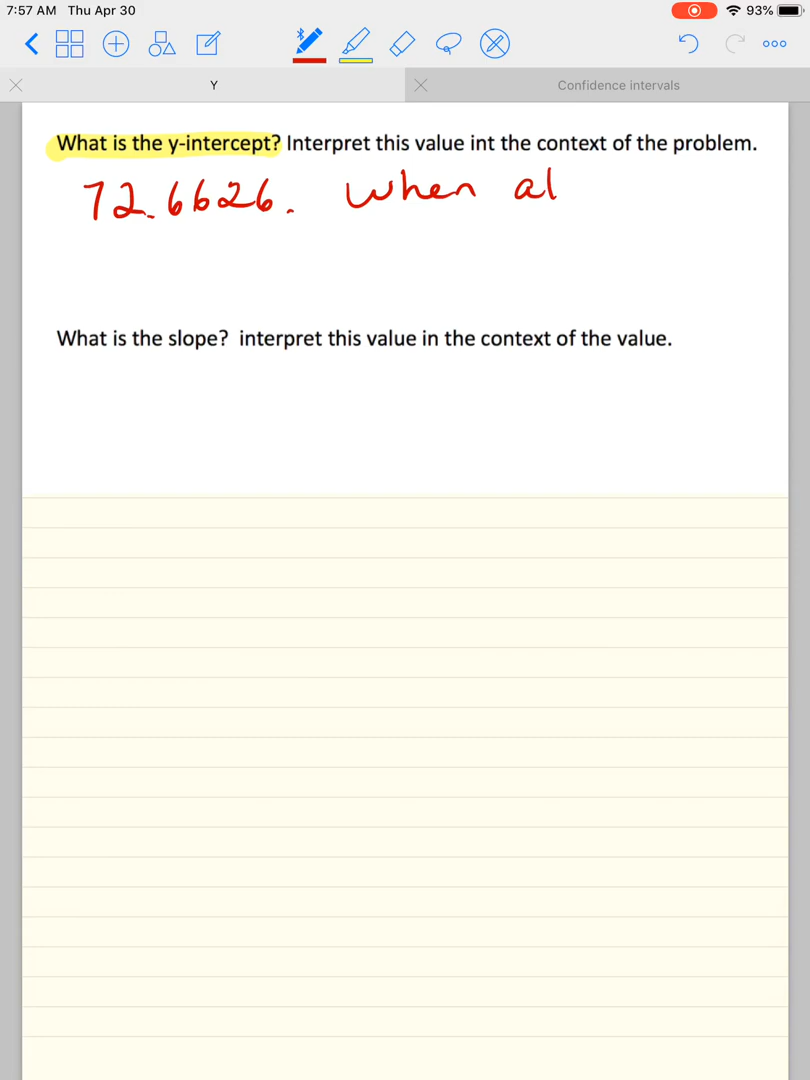 7:57 AM Thu Apr 30 93%
Y Confidence intervals
What is the y-intercept? Interpret this value int the context of the problem.
72.6626. when al
What is the slope? interpret this value in the context of the value.